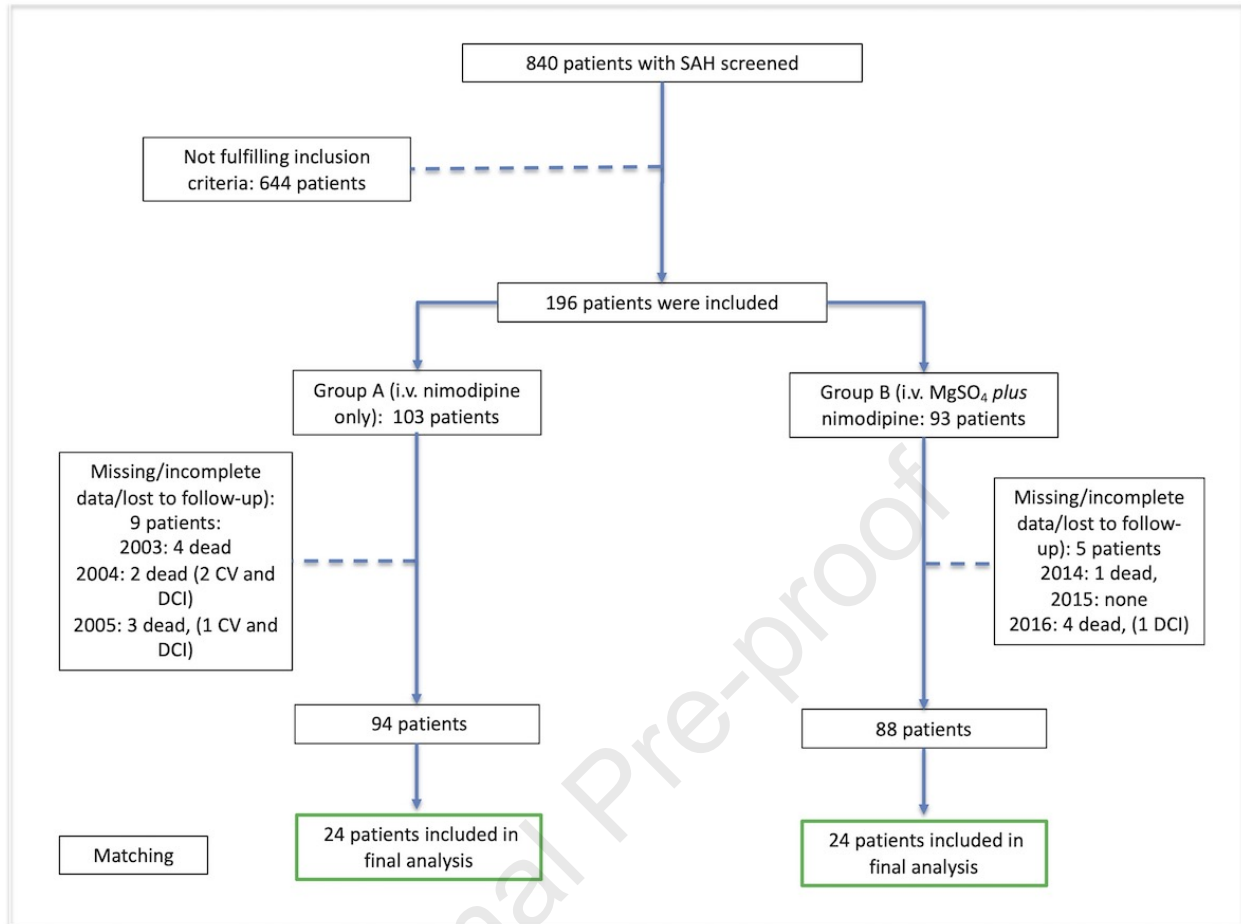 840 patients with SAH screened
Not fulfilling inclusion
criteria: 644 patients
196 patients were included
Group A (i.v. nimodipine
only):  103 patients
Group B (i.v. MgSO₄ plus
nimodipine: 93 patients
Missing/incomplete
data/lost to follow-up):
9 patients:
2003: 4 dead
2004: 2 dead (2 CV and
DCI)
2005: 3 dead, (1 CV and
DCI)
Missing/incomplete
data/lost to follow-
up): 5 patients
2014: 1 dead,
2015: none
2016: 4 dead, (1 DCI)
94 patients
88 patients
Matching
24 patients included in
final analysis
24 patients included in
final analysis
nal Pre-proof